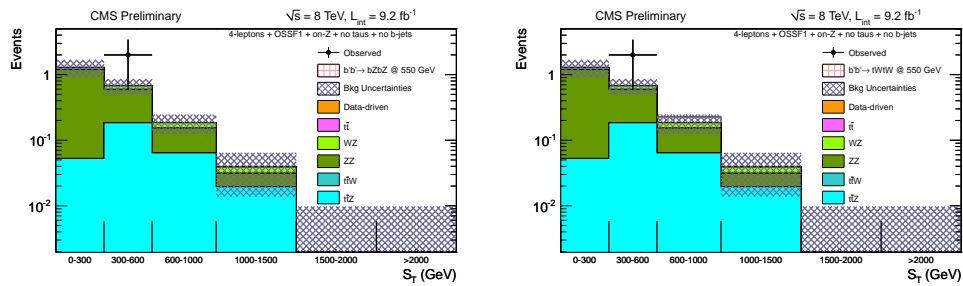 CMS Preliminary
√s = 8 TeV, L_int = 9.2 fb⁻¹
4-leptons + OSSF1 + on-Z + no taus + no b-jets
Events
Observed
b'b'→ bZbZ @ 550 GeV
Bkg Uncertainties
Data-driven
tt̄
WZ
ZZ
tt̄W
tt̄Z
1
10⁻¹
10⁻²
0-300 300-600 600-1000 1000-1500 1500-2000 >2000
S_T (GeV)
CMS Preliminary
√s = 8 TeV, L_int = 9.2 fb⁻¹
4-leptons + OSSF1 + on-Z + no taus + no b-jets
Events
Observed
b'b'→ tWtW @ 550 GeV
Bkg Uncertainties
Data-driven
tt̄
WZ
ZZ
tt̄W
tt̄Z
1
10⁻¹
10⁻²
0-300 300-600 600-1000 1000-1500 1500-2000 >2000
S_T (GeV)